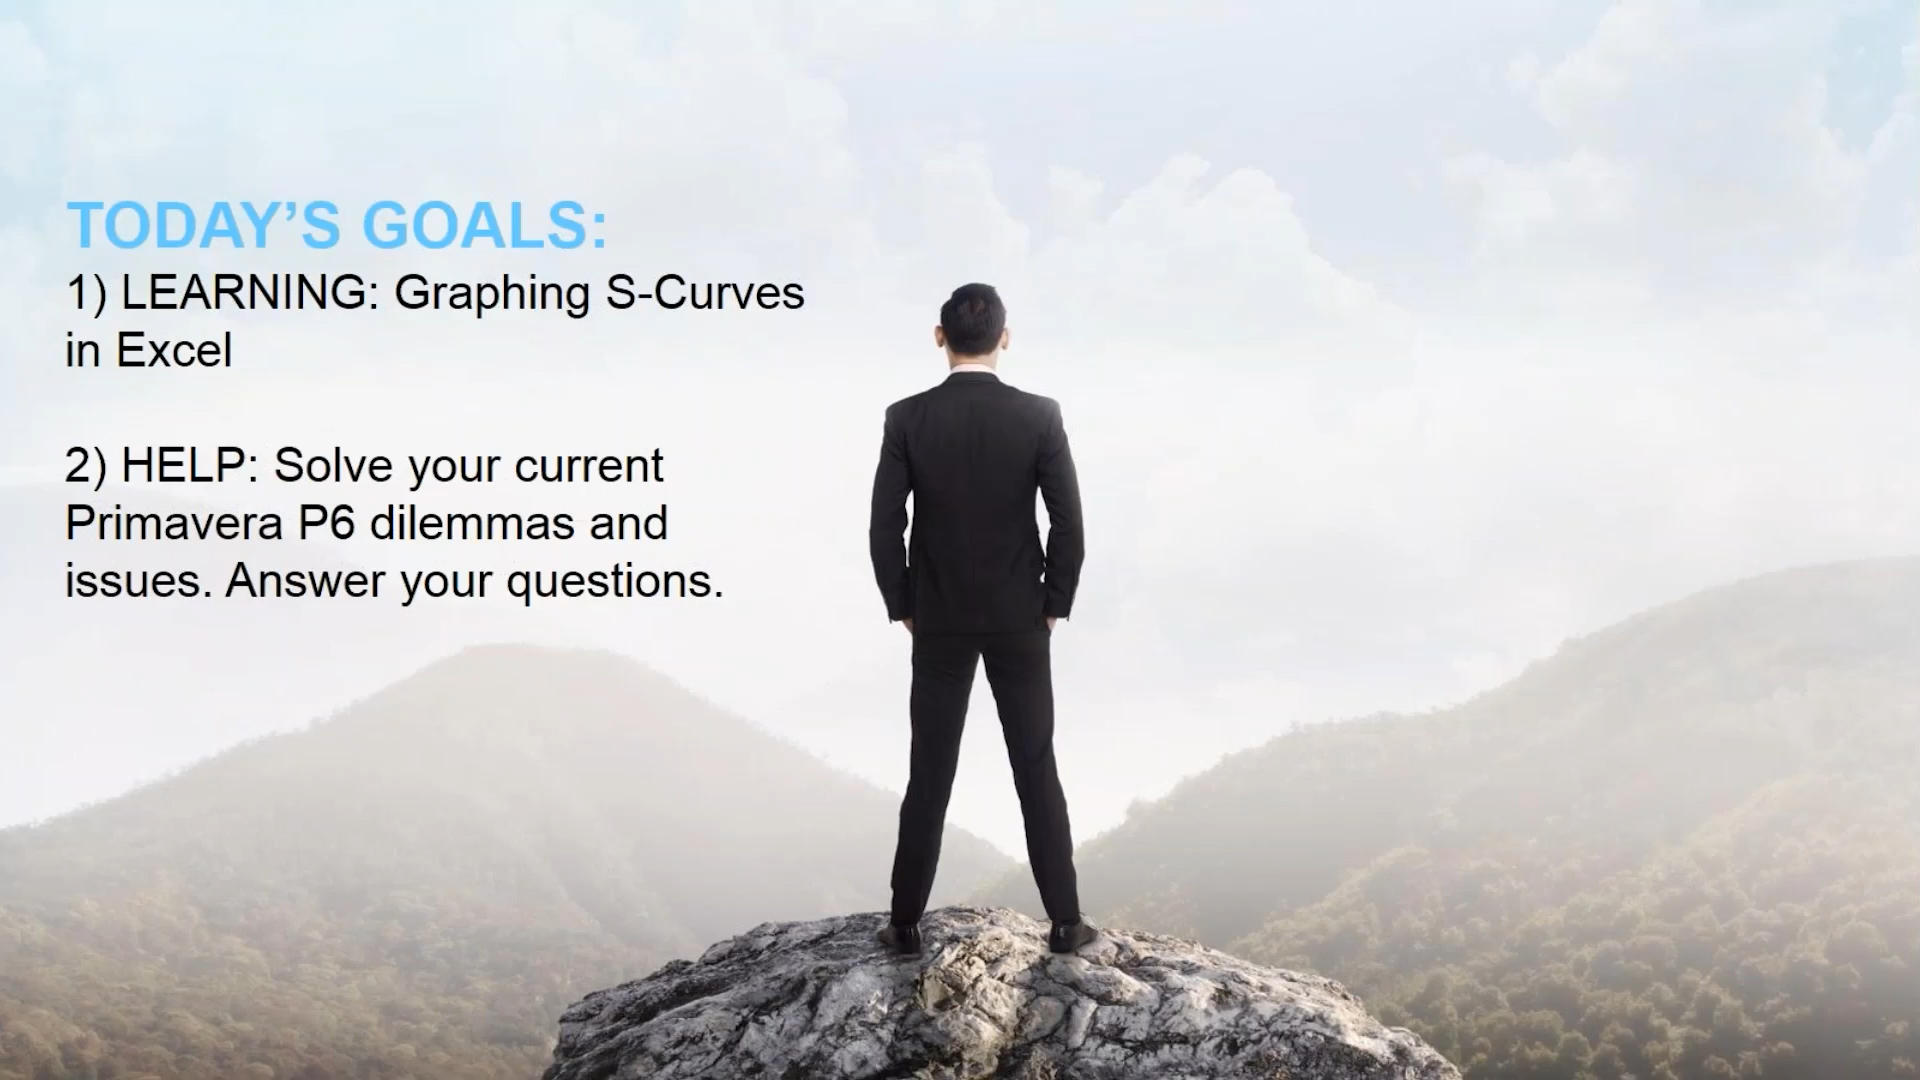 TODAY’S GOALS:
1) LEARNING: Graphing S-Curves
in Excel
2) HELP: Solve your current
Primavera P6 dilemmas and
issues. Answer your questions.